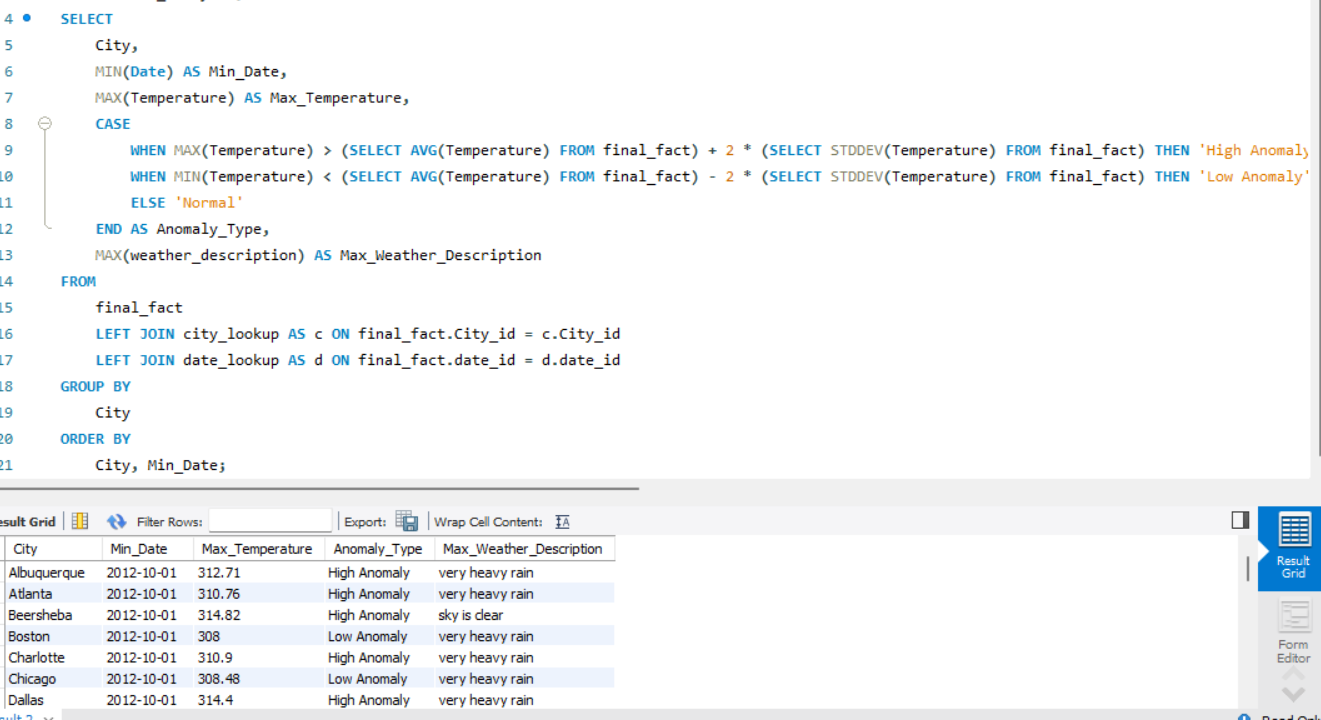 4 SELECT
5 City,
6 MIN(Date) AS Min_Date,
7 MAX(Temperature) AS Max_Temperature,
8 CASE
9 WHEN MAX(Temperature) > (SELECT AVG(Temperature) FROM final_fact) + 2 * (SELECT STDDEV(Temperature) FROM final_fact) THEN 'High Anomaly
10 WHEN MIN(Temperature) < (SELECT AVG(Temperature) FROM final_fact) - 2 * (SELECT STDDEV(Temperature) FROM final_fact) THEN 'Low Anomaly'
11 ELSE 'Normal'
12 END AS Anomaly_Type,
13 MAX(weather_description) AS Max_Weather_Description
14 FROM
15 final_fact
16 LEFT JOIN city_lookup AS c ON final_fact.City_id = c.City_id
17 LEFT JOIN date_lookup AS d ON final_fact.date_id = d.date_id
18 GROUP BY
19 City
20 ORDER BY
21 City, Min_Date;
esult Grid Filter Rows: Export: Wrap Cell Content:
Result
Grid
Form
Editor
City Min_Date Max_Temperature Anomaly_Type Max_Weather_Description
Albuquerque 2012-10-01 312.71 High Anomaly very heavy rain
Atlanta 2012-10-01 310.76 High Anomaly very heavy rain
Beersheba 2012-10-01 314.82 High Anomaly sky is clear
Boston 2012-10-01 308 Low Anomaly very heavy rain
Charlotte 2012-10-01 310.9 High Anomaly very heavy rain
Chicago 2012-10-01 308.48 Low Anomaly very heavy rain
Dallas 2012-10-01 314.4 High Anomaly very heavy rain